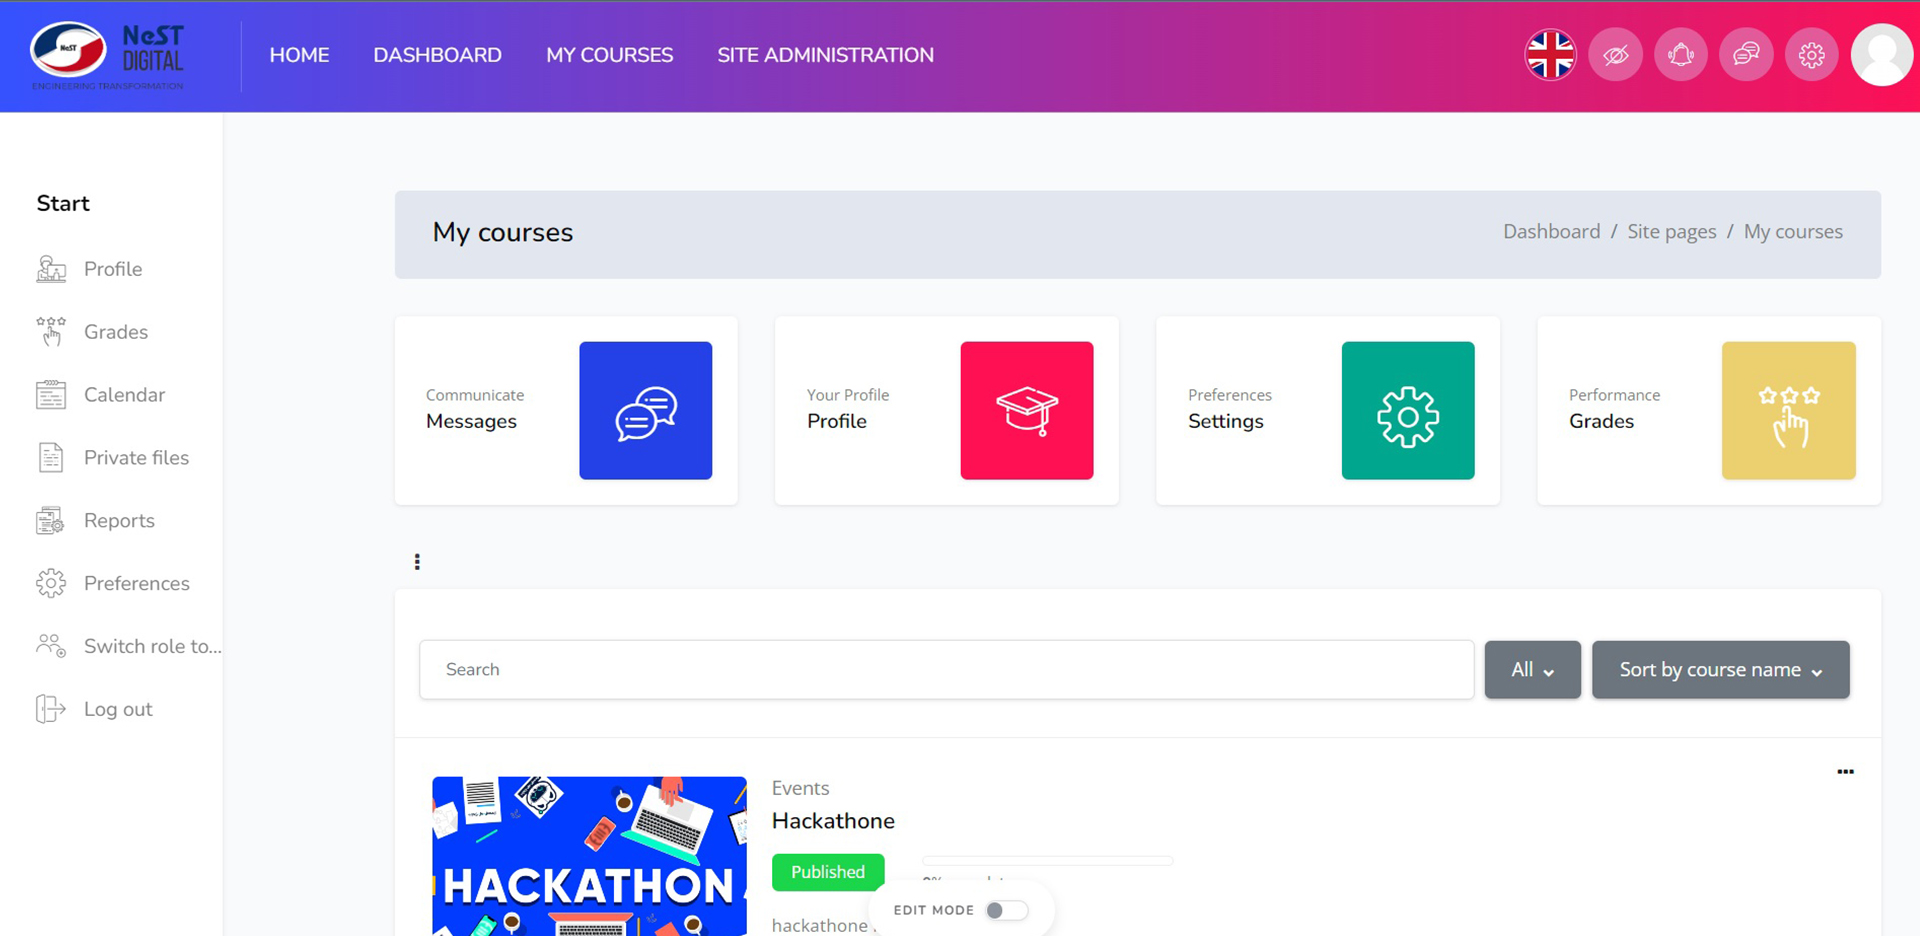 NeST
NeST
DIGITAL
ENGINEERING TRANSFORMATION
HOME
DASHBOARD
MY COURSES
SITE ADMINISTRATION
Start
Profile
Grades
Calendar
Private files
Reports
Preferences
Switch role to...
Log out
My courses
Dashboard / Site pages / My courses
Communicate
Messages
Your Profile
Profile
Preferences
Settings
Performance
Grades
Search
All
Sort by course name
Events
Hackathone
Published
HACKATHON
EDIT MODE
hackathone